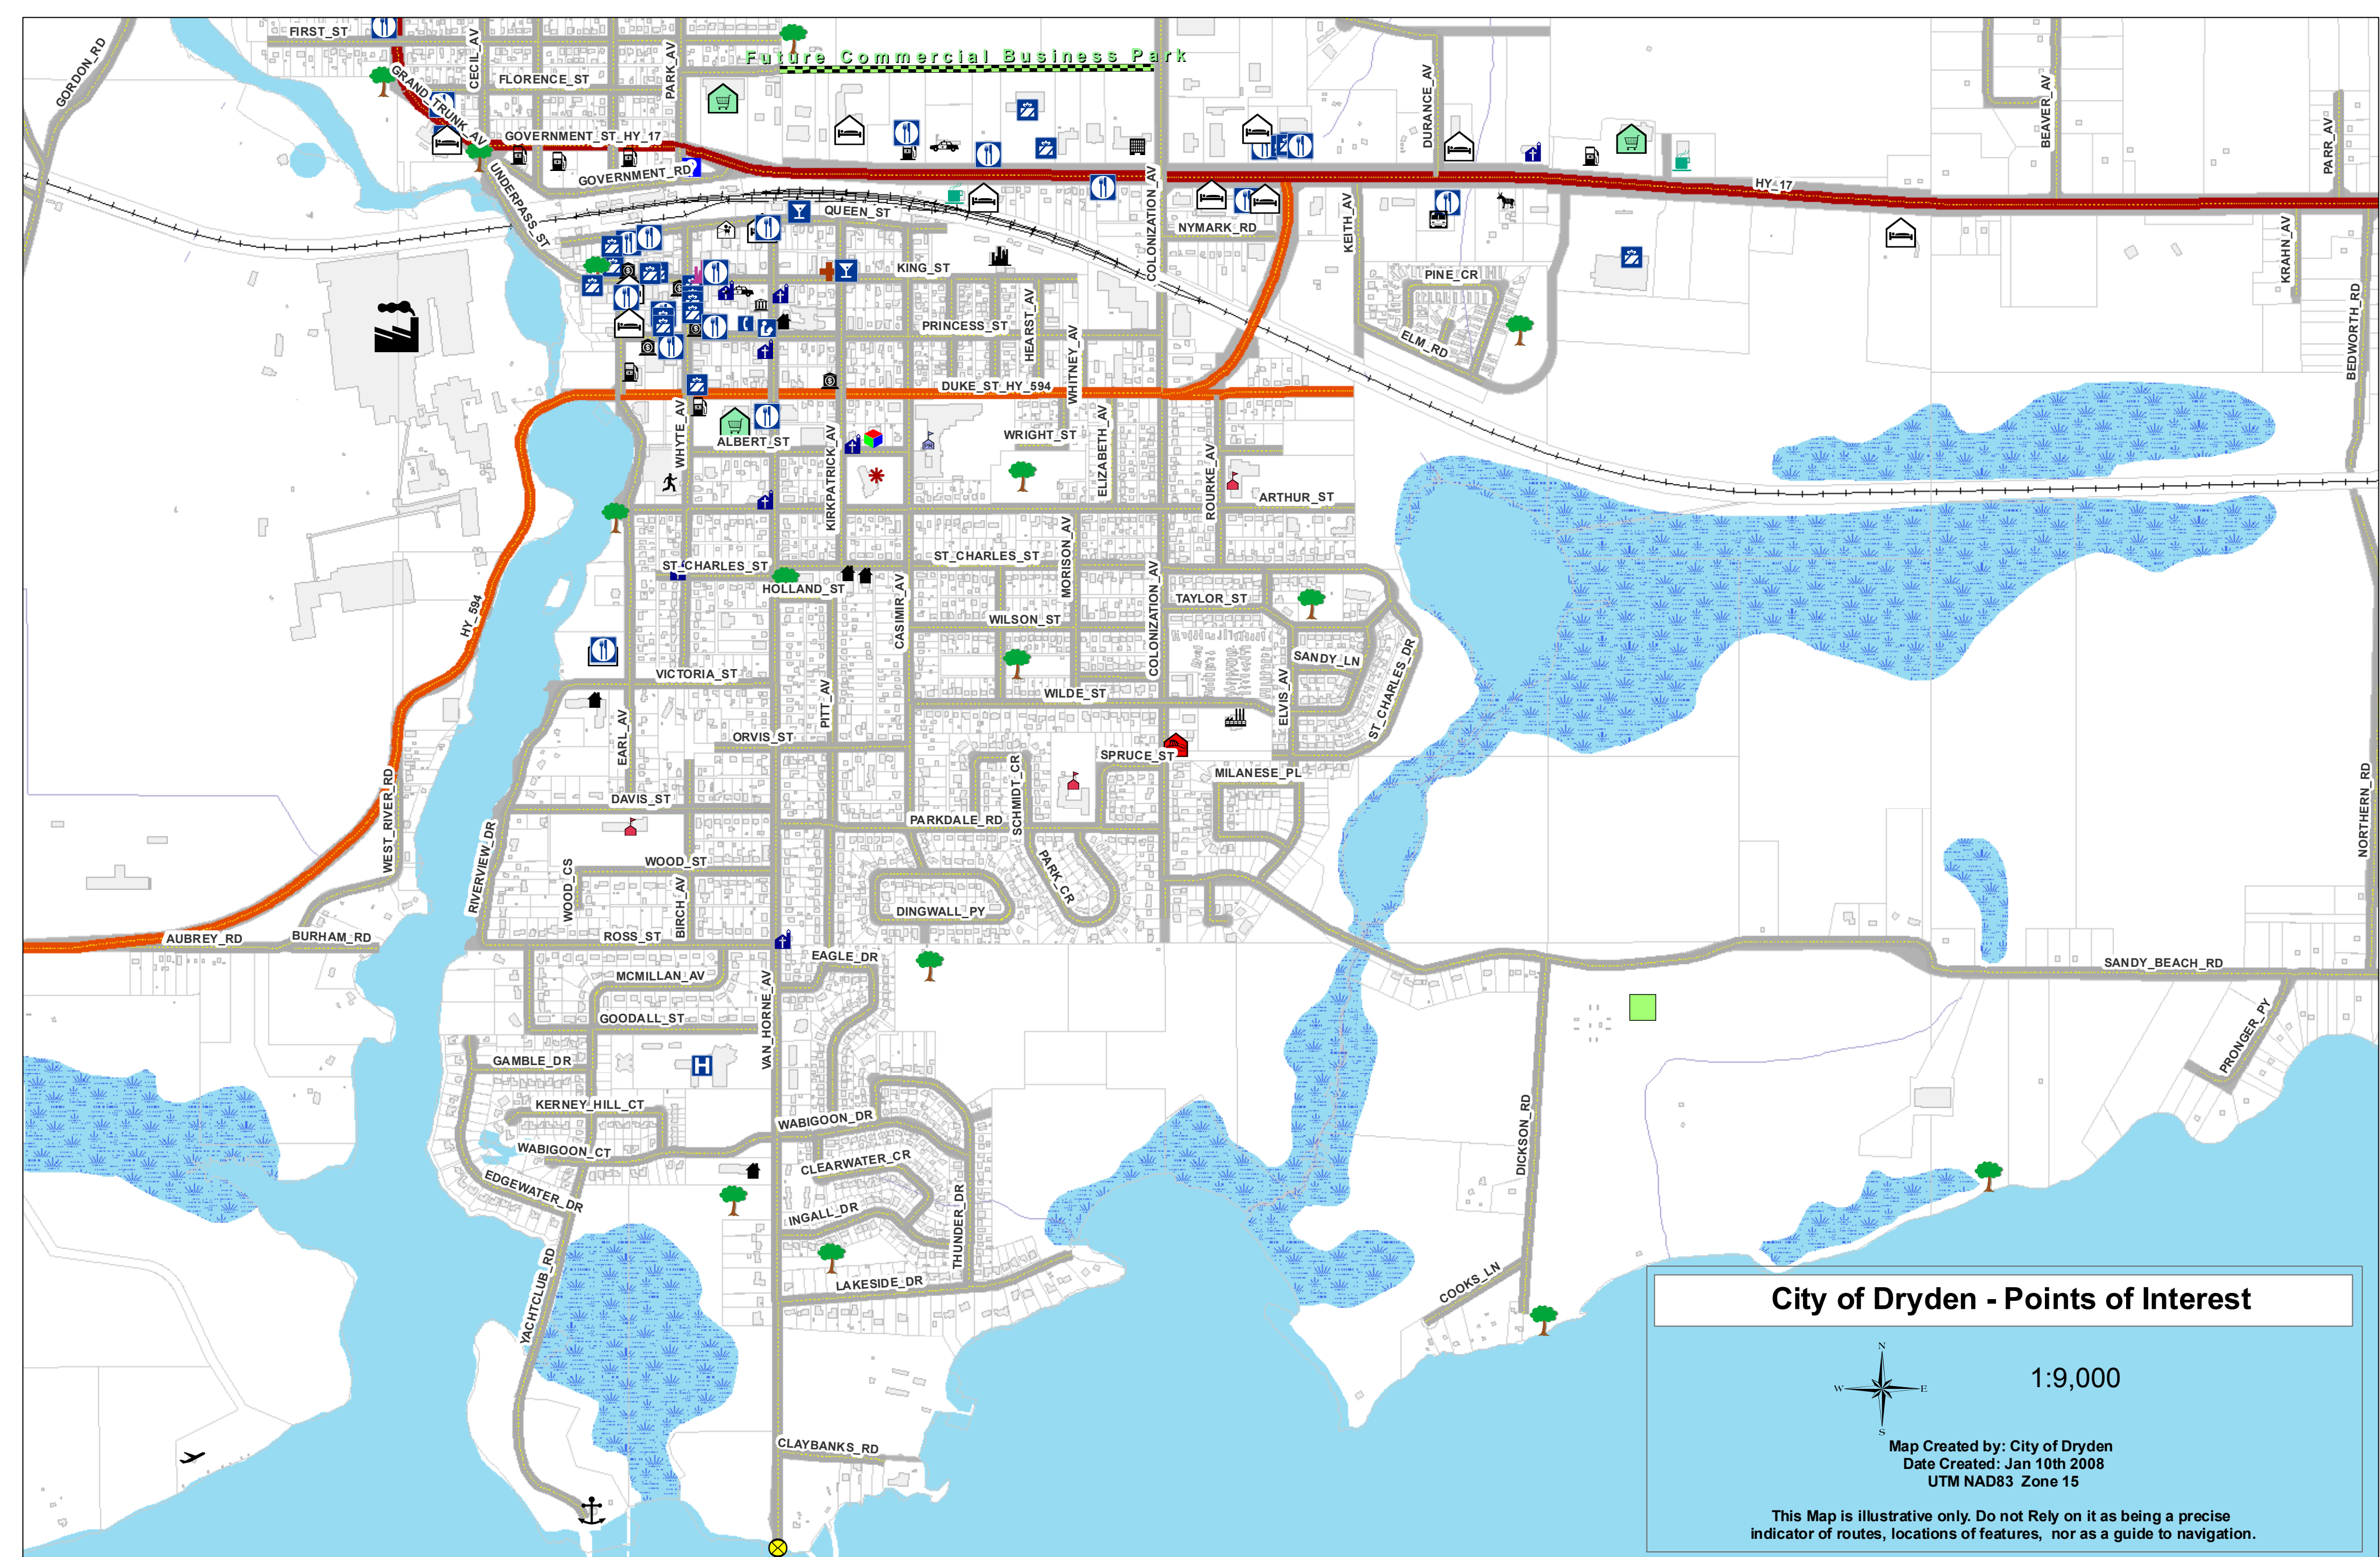 FIRST_ST
GORDON_RD
CECIL_AV
PARK_AV
Future Commercial Business Park
FLORENCE_ST
GRAND_TRUNK_AV
GOVERNMENT_ST_HY_17
GOVERNMENT_RD
UNDERPASS_ST
DURANCE_AV
BEAVER_AV
PARR_AV
HY_17
QUEEN_ST
COLONIZATION_AV
NYMARK_RD
KEITH_AV
KRAHN_AV
KING_ST
PINE_CR
BEDWORTH_RD
PRINCESS_ST
HEARST_AV
WHITNEY_AV
ELM_RD
DUKE_ST_HY_594
WHYTE_AV
ALBERT_ST
KIRKPATRICK_AV
PR
WRIGHT_ST
ELIZABETH_AV
ROURKE_AV
ARTHUR_ST
ST_CHARLES_ST
ST_CHARLES_ST
MORISON_AV
HOLLAND_ST
CASIMIR_AV
COLONIZATION_AV
TAYLOR_ST
HY_594
WILSON_ST
SANDY_LN
ST_CHARLES_DR
VICTORIA_ST
WILDE_ST
ELVIS_AV
PITT_AV
EARL_AV
ORVIS_ST
SPRUCE_ST
MILANESE_PL
SCHMIDT_CR
WEST_RIVER_RD
DAVIS_ST
PARKDALE_RD
NORTHERN_RD
RIVERVIEW_DR
WOOD_ST
WOOD_CS
BIRCH_AV
PARK_CR
DINGWALL_PY
AUBREY_RD
BURHAM_RD
ROSS_ST
EAGLE_DR
SANDY_BEACH_RD
MCMILLAN_AV
VAN_HORNE_AV
GOODALL_ST
PRONGER_PY
GAMBLE_DR
H
KERNEY_HILL_CT
WABIGOON_DR
DICKSON_RD
WABIGOON_CT
CLEARWATER_CR
EDGEWATER_DR
INGALL_DR
THUNDER_DR
YACHTCLUB_RD
LAKESIDE_DR
COOKS_LN
CLAYBANKS_RD
City of Dryden - Points of Interest
N
W
E
S
1:9,000
Map Created by: City of Dryden
Date Created: Jan 10th 2008
UTM NAD83 Zone 15
This Map is illustrative only. Do not Rely on it as being a precise
indicator of routes, locations of features, nor as a guide to navigation.